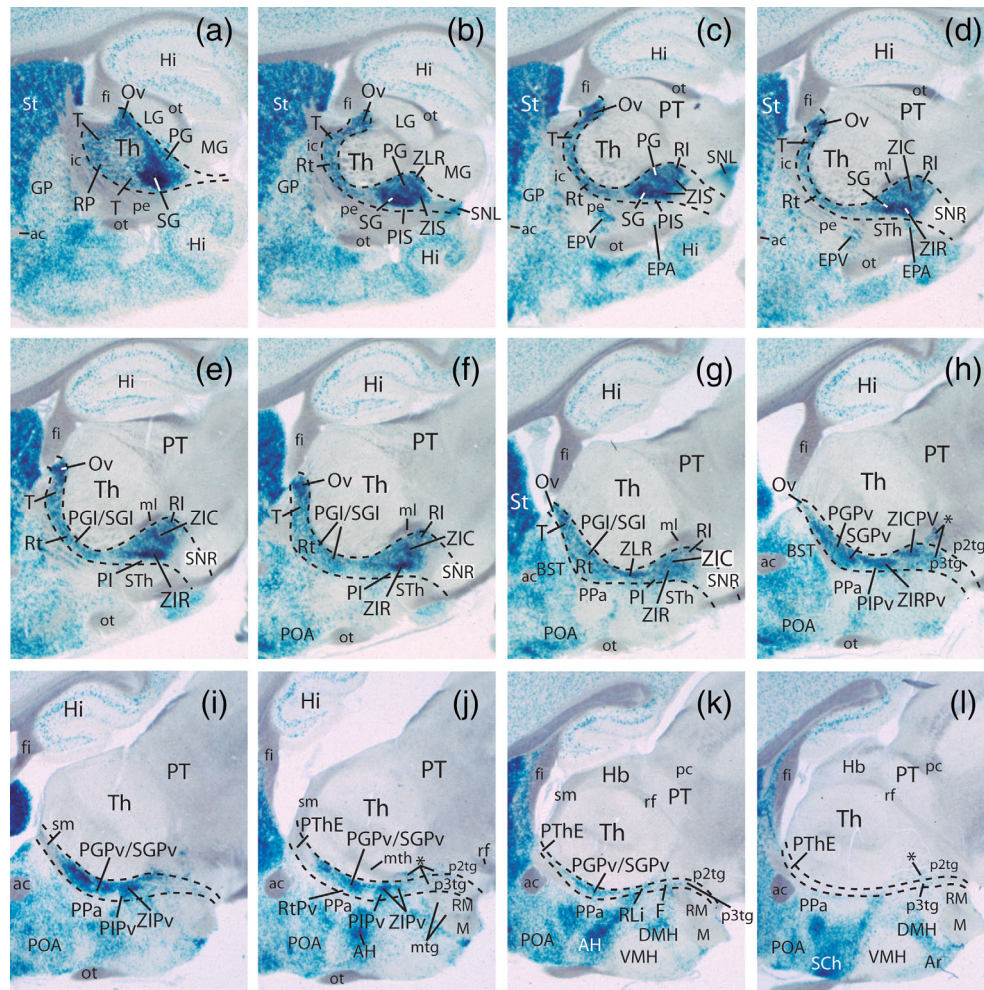 (a)
Hi
St
fi
Ov
LG
ot
T
PG
Th
MG
ic
GP
RP
T
pe
SG
ot
ac
Hi
(b)
Hi
St
fi
Ov
ot
LG
T
ic
Rt
Th
PG
ZLR
MG
GP
pe
SG
PIS
ZIS
SNL
ot
Hi
(c)
Hi
St
fi
ot
Ov
PT
T
ic
Th
PG
RI
SNL
GP
Rt
pe
SG
PIS
ZIS
ac
EPV
ot
EPA
Hi
(d)
Hi
ot
St
fi
PT
Ov
T
ic
ZIC
Th
ml
RI
GP
SG
Rt
SNR
pe
STh
ZIR
ac
EPV
ot
EPA
(e)
Hi
fi
PT
Ov
T
Th
PGl/SGl
ml
RI
ZIC
Rt
PI
STh
SNR
ZIR
ot
(f)
Hi
fi
PT
Ov
Th
T
PGl/SGl
ml
RI
Rt
ZIC
PI
STh
SNR
ZIR
POA
ot
(g)
Hi
fi
PT
St
Ov
Th
T
PGl/SGl
ml
RI
ZLR
ac
BST
Rt
ZIC
SNR
PPa
PI
STh
ZIR
POA
ot
(h)
Hi
fi
PT
Th
Ov
PGPv
ZICPV
*
SGPv
p2tg
BST
p3tg
ac
PPa
PIPv
ZIRPv
POA
ot
(i)
Hi
fi
PT
Th
sm
PGPv/SGPv
ac
PPa
PIPv
ZIPv
POA
(j)
Hi
fi
PT
sm
Th
PThE
PGPv/SGPv
rf
mth
*
p2tg
ac
p3tg
RtPv
PPa
RM
PIPv
ZIPv
M
POA
AH
mtg
ot
(k)
fi
Hb
pc
sm
rf
PT
PThE
Th
PGPv/SGPv
p2tg
ac
PPa
RLi
F
RM
p3tg
POA
AH
DMH
M
VMH
(l)
fi
Hb
PT
pc
rf
Th
PThE
*
p2tg
ac
PPa
p3tg
RM
DMH
M
POA
VMH
SCh
Ar